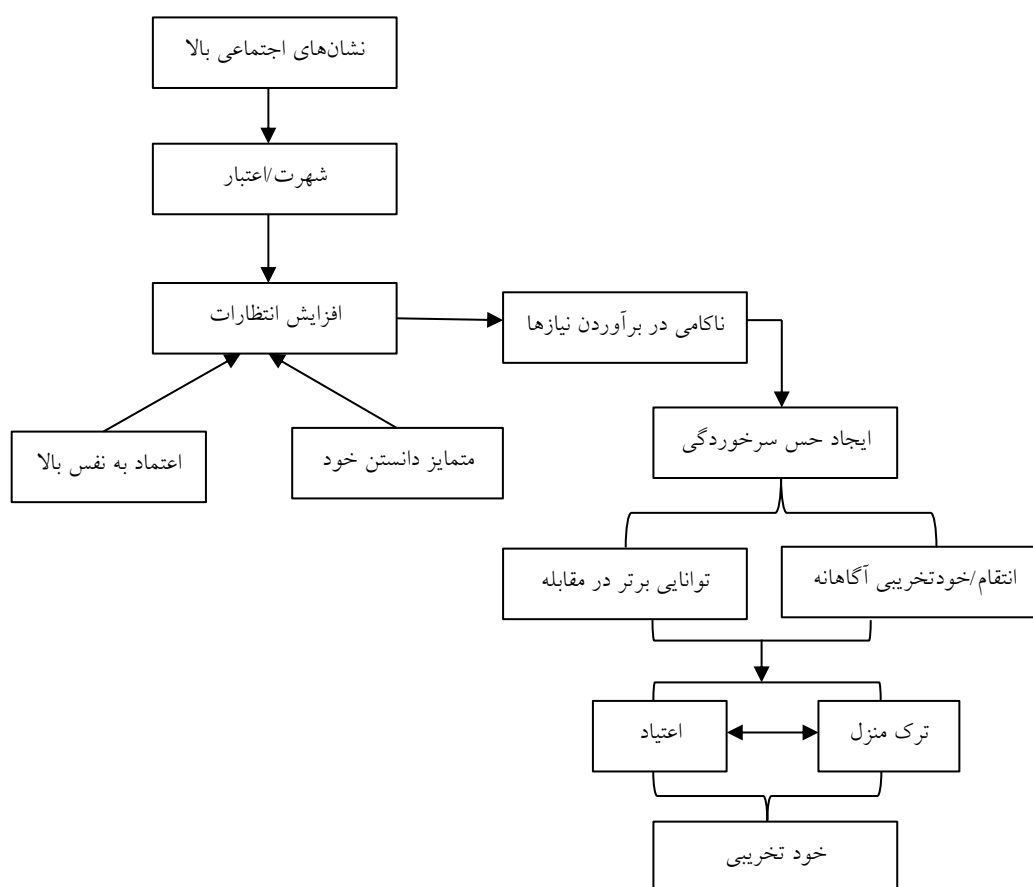 نشان‌های اجتماعی بالا
شهرت/اعتبار
افزایش انتظارات
ناکامی در برآوردن نیازها
اعتماد به نفس بالا
متمایز دانستن خود
ایجاد حس سرخوردگی
توانایی برتر در مقابله
انتقام/خودتخریبی آگاهانه
اعتیاد
ترک منزل
خود تخریبی